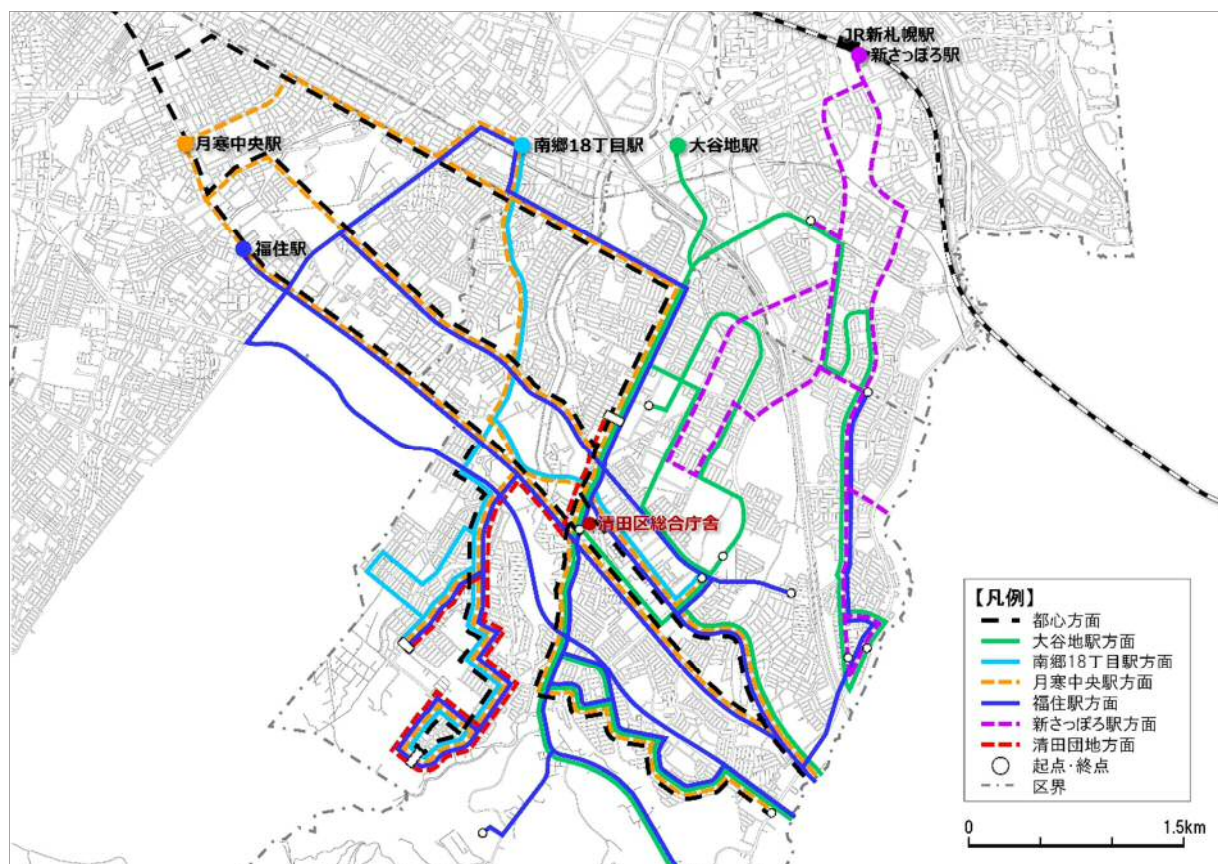 JR新札幌駅
新さっぽろ駅
月寒中央駅
南郷18丁目駅
大谷地駅
福住駅
清田区総合庁舎
【凡例】
都心方面
大谷地駅方面
南郷18丁目駅方面
月寒中央駅方面
福住駅方面
新さっぽろ駅方面
清田団地方面
起点・終点
区界
0 1.5km